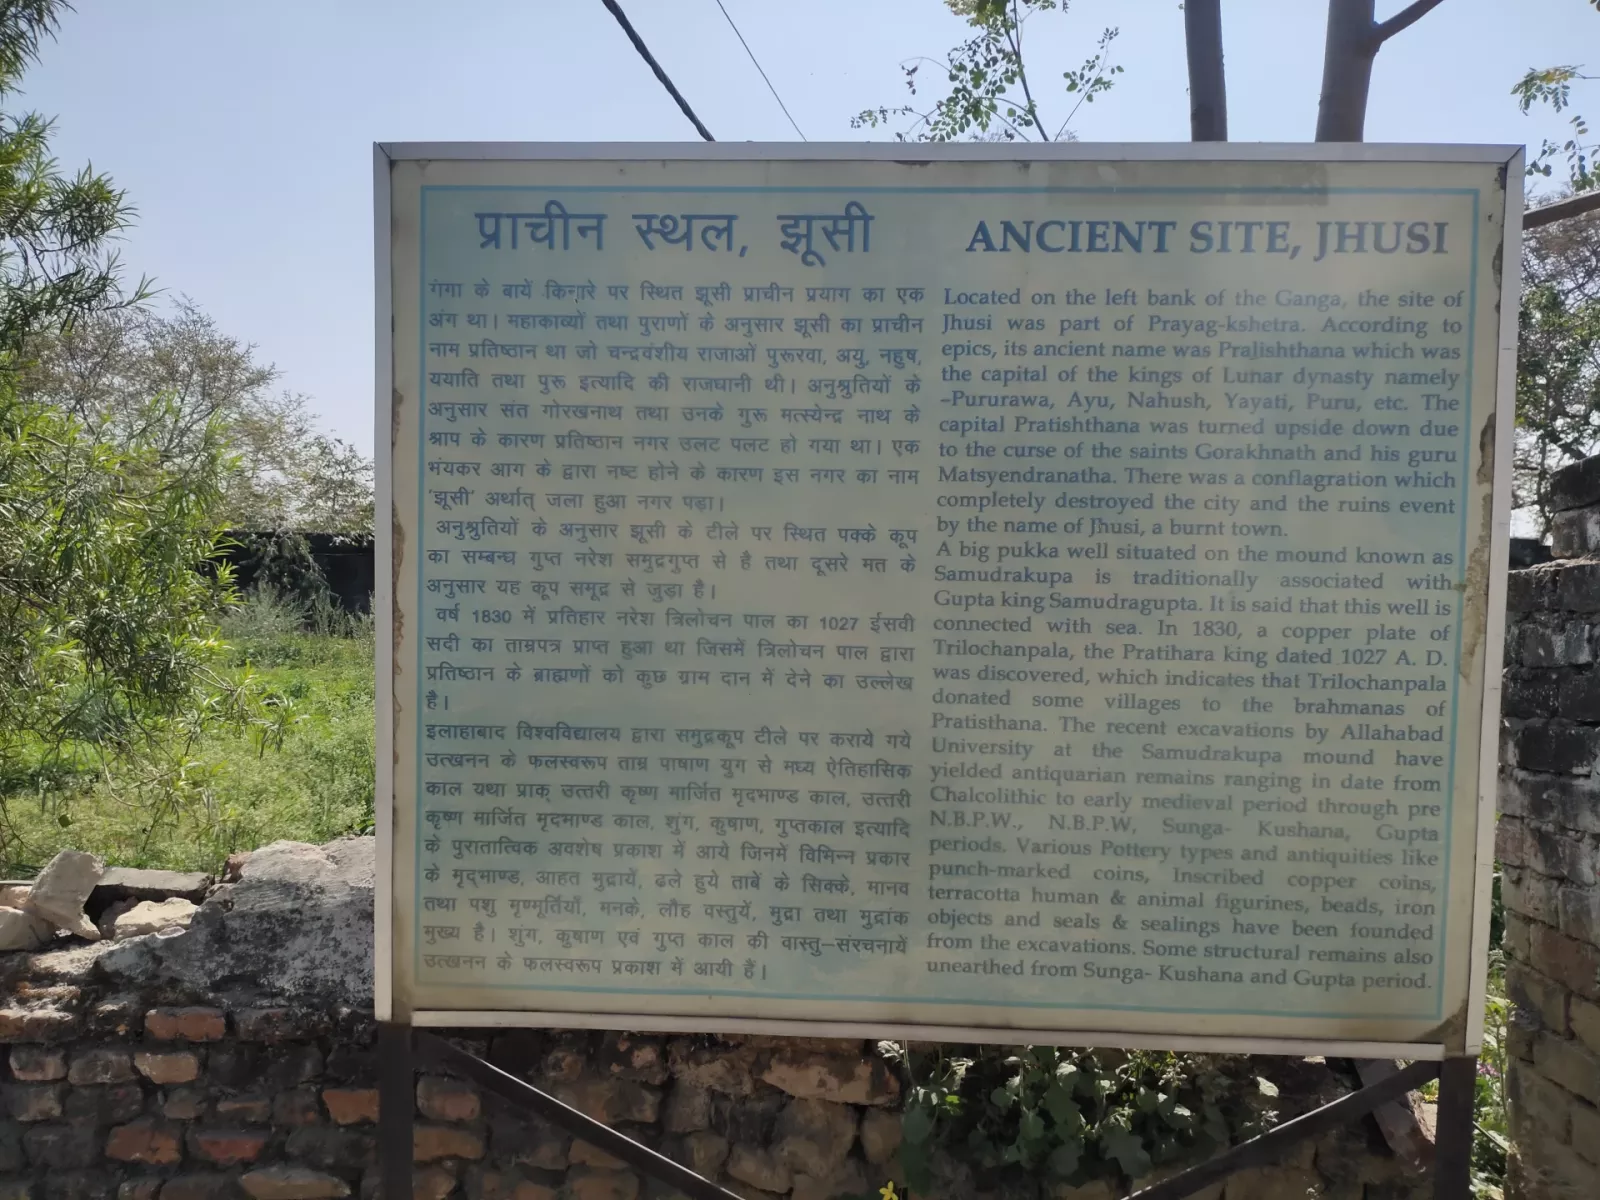 प्राचीन स्थल, झूसी
गंगा के बायें किनारे पर स्थित झूसी प्राचीन प्रयाग का एक
अंग था। महाकाव्यों तथा पुराणों के अनुसार झूसी का प्राचीन
नाम प्रतिष्ठान था जो चन्द्रवंशीय राजाओं पुरूरवा, अयु, नहुष,
ययाति तथा पुरू इत्यादि की राजधानी थी। अनुश्रुतियों के
अनुसार संत गोरखनाथ तथा उनके गुरू मत्स्येन्द्र नाथ के
श्राप के कारण प्रतिष्ठान नगर उलट पलट हो गया था। एक
भंयकर आग के द्वारा नष्ट होने के कारण इस नगर का नाम
'झूसी' अर्थात् जला हुआ नगर पड़ा।
अनुश्रुतियों के अनुसार झूसी के टीले पर स्थित पक्के कूप
का सम्बन्ध गुप्त नरेश समुद्रगुप्त से है तथा दूसरे मत के
अनुसार यह कूप समूद्र से जुड़ा है।
वर्ष 1830 में प्रतिहार नरेश त्रिलोचन पाल का 1027 ईसवी
सदी का ताम्रपत्र प्राप्त हुआ था जिसमें त्रिलोचन पाल द्वारा
प्रतिष्ठान के ब्राह्मणों को कुछ ग्राम दान में देने का उल्लेख
है।
इलाहाबाद विश्वविद्यालय द्वारा समुद्रकूप टीले पर कराये गये
उत्खनन के फलस्वरूप ताम्र पाषाण युग से मध्य ऐतिहासिक
काल यथा प्राक् उत्तरी कृष्ण मार्जित मृदभाण्ड काल, उत्तरी
कृष्ण मार्जित मृदभाण्ड काल, शुंग, कुषाण, गुप्तकाल इत्यादि
के पुरातात्विक अवशेष प्रकाश में आये जिनमें विभिन्न प्रकार
के मृद्भाण्ड, आहत मुद्रायें, ढले हुये ताबें के सिक्के, मानव
तथा पशु मृण्मूर्तियाँ, मनके, लौह वस्तुयें, मुद्रा तथा मुद्रांक
मुख्य है। शुंग, कुषाण एवं गुप्त काल की वास्तु-संरचनायें
उत्खनन के फलस्वरूप प्रकाश में आयी हैं।
ANCIENT SITE, JHUSI
Located on the left bank of the Ganga, the site of
Jhusi was part of Prayag-kshetra. According to
epics, its ancient name was Pralishthana which was
the capital of the kings of Lunar dynasty namely
-Pururawa, Ayu, Nahush, Yayati, Puru, etc. The
capital Pratishthana was turned upside down due
to the curse of the saints Gorakhnath and his guru
Matsyendranatha. There was a conflagration which
completely destroyed the city and the ruins event
by the name of Jhusi, a burnt town.
A big pukka well situated on the mound known as
Samudrakupa is traditionally associated with
Gupta king Samudragupta. It is said that this well is
connected with sea. In 1830, a copper plate of
Trilochanpala, the Pratihara king dated 1027 A. D.
was discovered, which indicates that Trilochanpala
donated some villages to the brahmanas of
Pratisthana. The recent excavations by Allahabad
University at the Samudrakupa mound have
yielded antiquarian remains ranging in date from
Chalcolithic to early medieval period through pre
N.B.P.W., N.B.P.W, Sunga- Kushana, Gupta
periods. Various Pottery types and antiquities like
punch-marked coins, Inscribed copper coins,
terracotta human & animal figurines, beads, iron
objects and seals & sealings have been founded
from the excavations. Some structural remains also
unearthed from Sunga- Kushana and Gupta period.